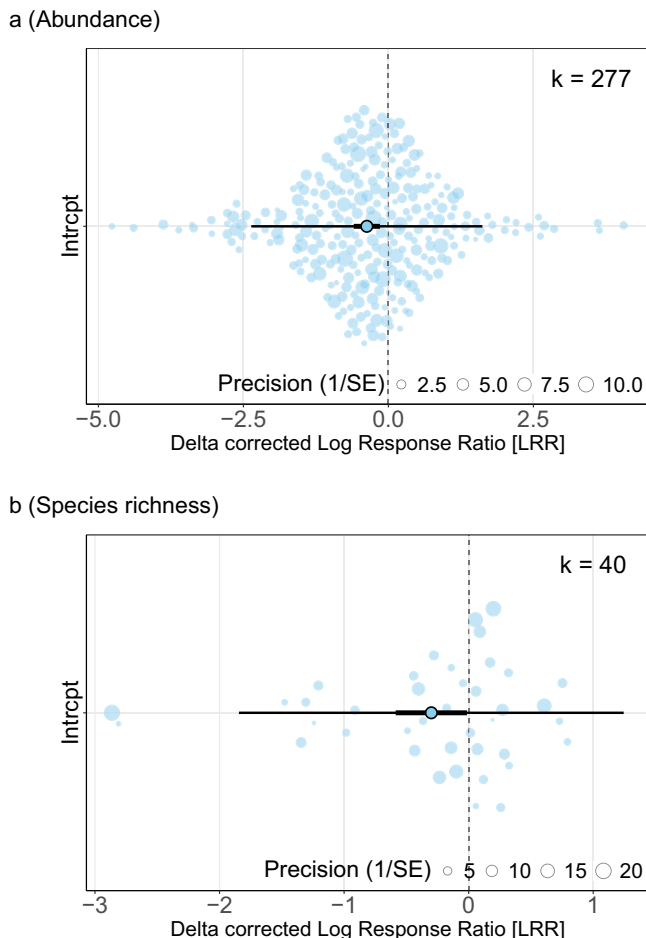 a (Abundance)
k = 277
Intrcpt
Precision (1/SE) 2.5 5.0 7.5 10.0
−5.0 −2.5 0.0 2.5
Delta corrected Log Response Ratio [LRR]
b (Species richness)
k = 40
Intrcpt
Precision (1/SE) 5 10 15 20
−3 −2 −1 0 1
Delta corrected Log Response Ratio [LRR]